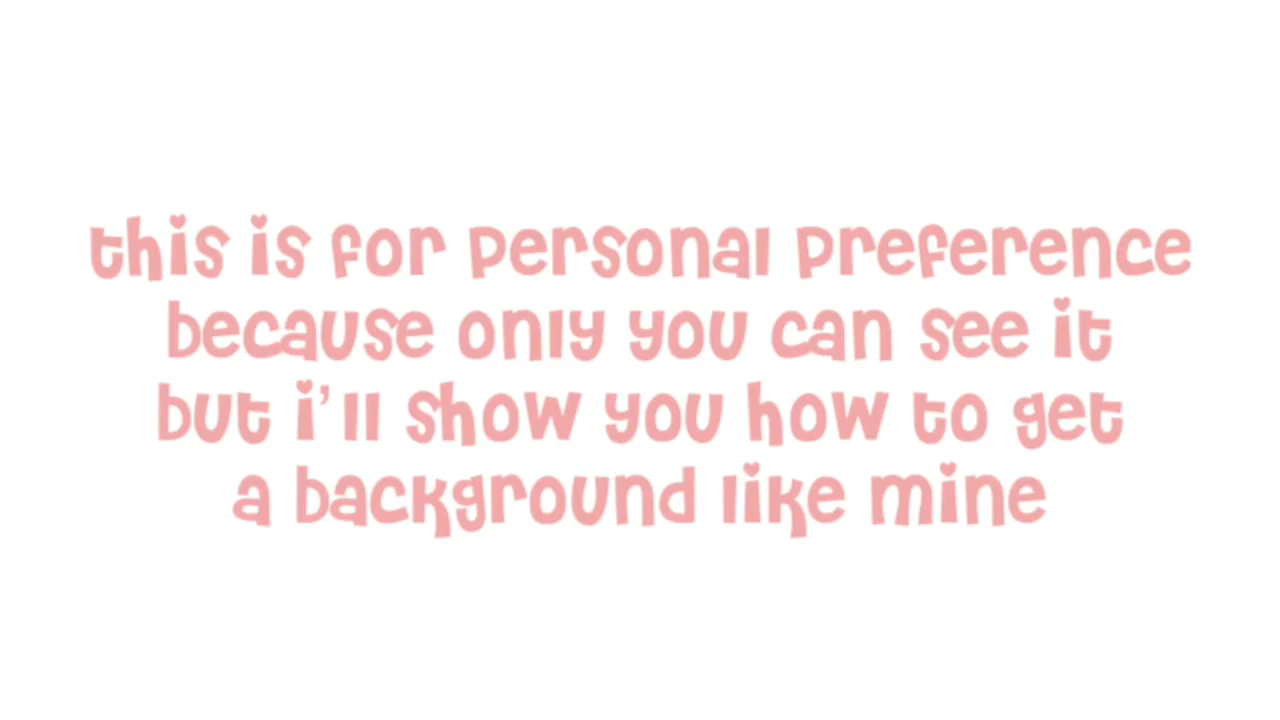 this is for personal preference
because only you can see it
but i'll show you how to get
a background like mine